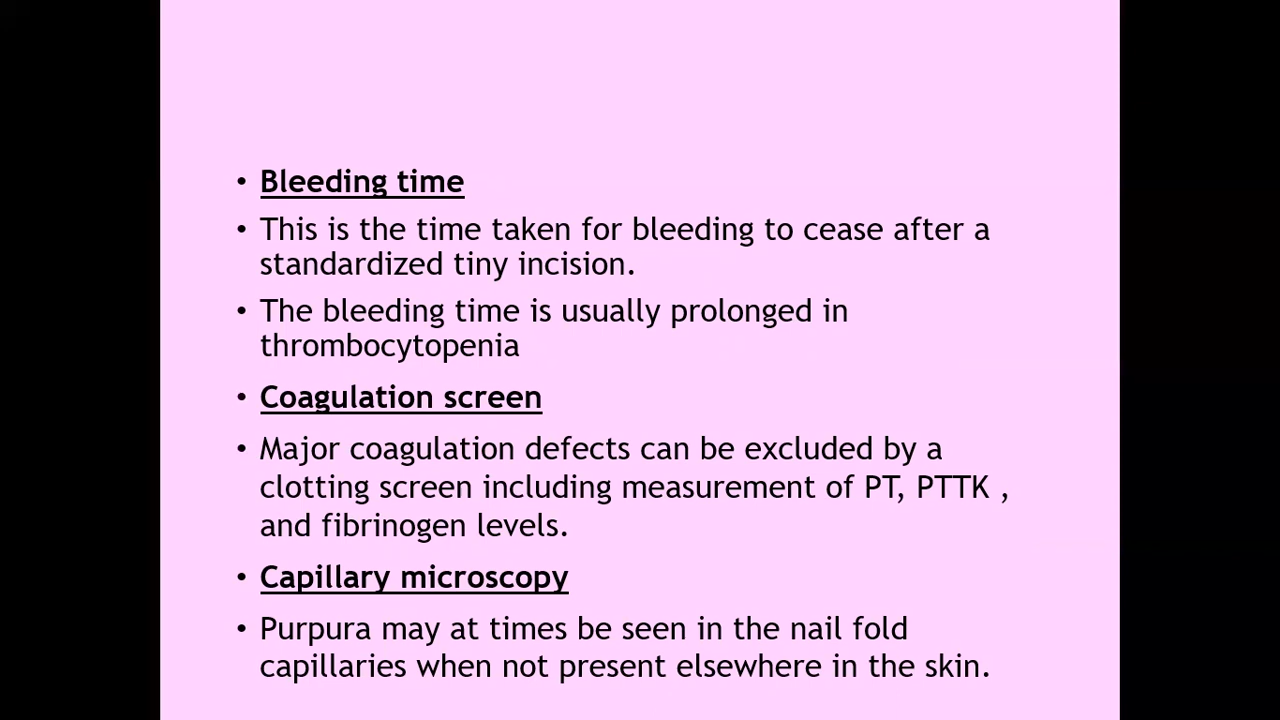 • Bleeding time
• This is the time taken for bleeding to cease after a
standardized tiny incision.
• The bleeding time is usually prolonged in
thrombocytopenia
• Coagulation screen
• Major coagulation defects can be excluded by a
clotting screen including measurement of PT, PTTK ,
and fibrinogen levels.
• Capillary microscopy
• Purpura may at times be seen in the nail fold
capillaries when not present elsewhere in the skin.